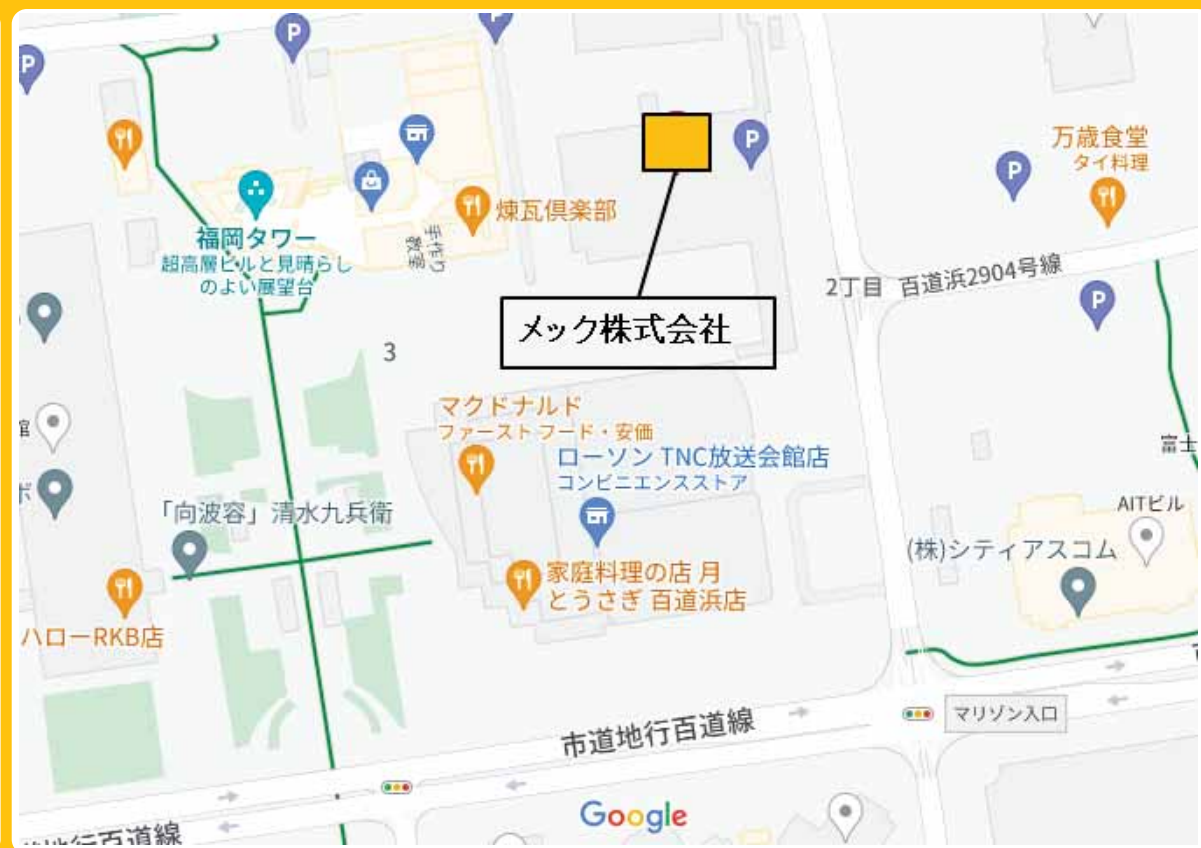 P
P
P
P
万歳食堂
タイ料理
P
煉瓦倶楽部
手作り
教室
福岡タワー
超高層ビルと見晴らし
のよい展望台
2丁目 百道浜2904号線
P
メック株式会社
3
マクドナルド
ファーストフード・安価
ローソン TNC放送会館店
コンビニエンスストア
館
富士
ボ
「向波容」清水九兵衛
AITビル
(株)シティアスコム
家庭料理の店 月
とうさぎ 百道浜店
ハローRKB店
市道地行百道線
マリゾン入口
Google
地行百道線